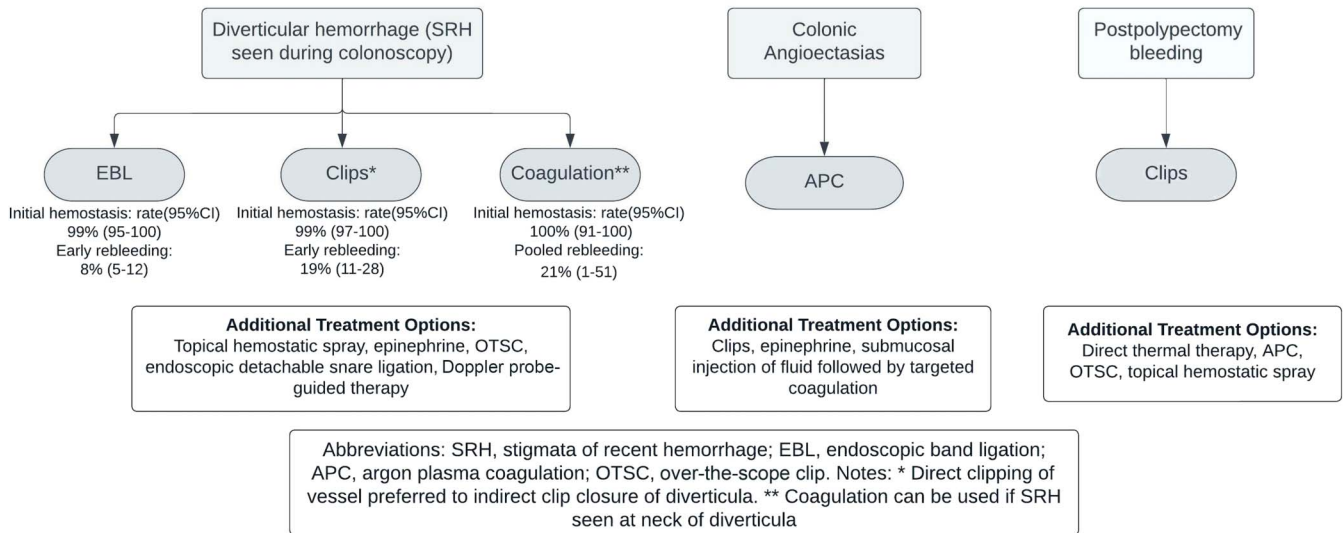 Diverticular hemorrhage (SRH
seen during colonoscopy)
Colonic
Angioectasias
Postpolypectomy
bleeding
EBL
Clips*
Coagulation**
APC
Clips
Initial hemostasis: rate(95%CI)
99% (95-100)
Early rebleeding:
8% (5-12)
Initial hemostasis: rate(95%CI)
99% (97-100)
Early rebleeding:
19% (11-28)
Initial hemostasis: rate(95%CI)
100% (91-100)
Pooled rebleeding:
21% (1-51)
Additional Treatment Options:
Topical hemostatic spray, epinephrine, OTSC,
endoscopic detachable snare ligation, Doppler probe-
guided therapy
Additional Treatment Options:
Clips, epinephrine, submucosal
injection of fluid followed by targeted
coagulation
Additional Treatment Options:
Direct thermal therapy, APC,
OTSC, topical hemostatic spray
Abbreviations: SRH, stigmata of recent hemorrhage; EBL, endoscopic band ligation;
APC, argon plasma coagulation; OTSC, over-the-scope clip. Notes: * Direct clipping of
vessel preferred to indirect clip closure of diverticula. ** Coagulation can be used if SRH
seen at neck of diverticula